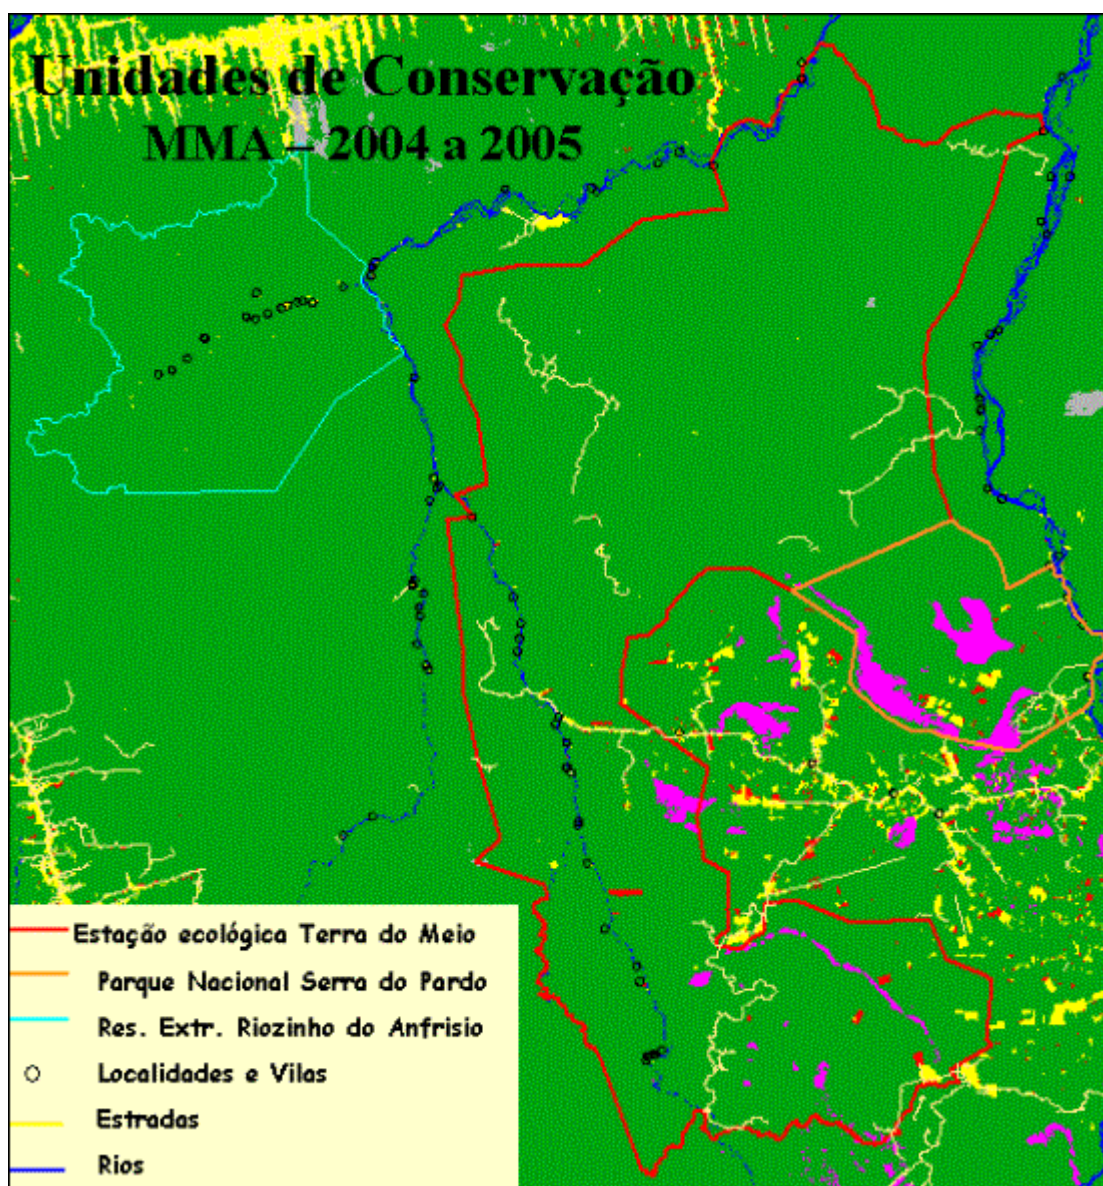 Unidades de Conservação
MMA – 2004 a 2005
Estação ecológica Terra do Meio
Parque Nacional Serra do Pardo
Res. Extr. Riozinho do Anfrisio
Localidades e Vilas
Estradas
Rios